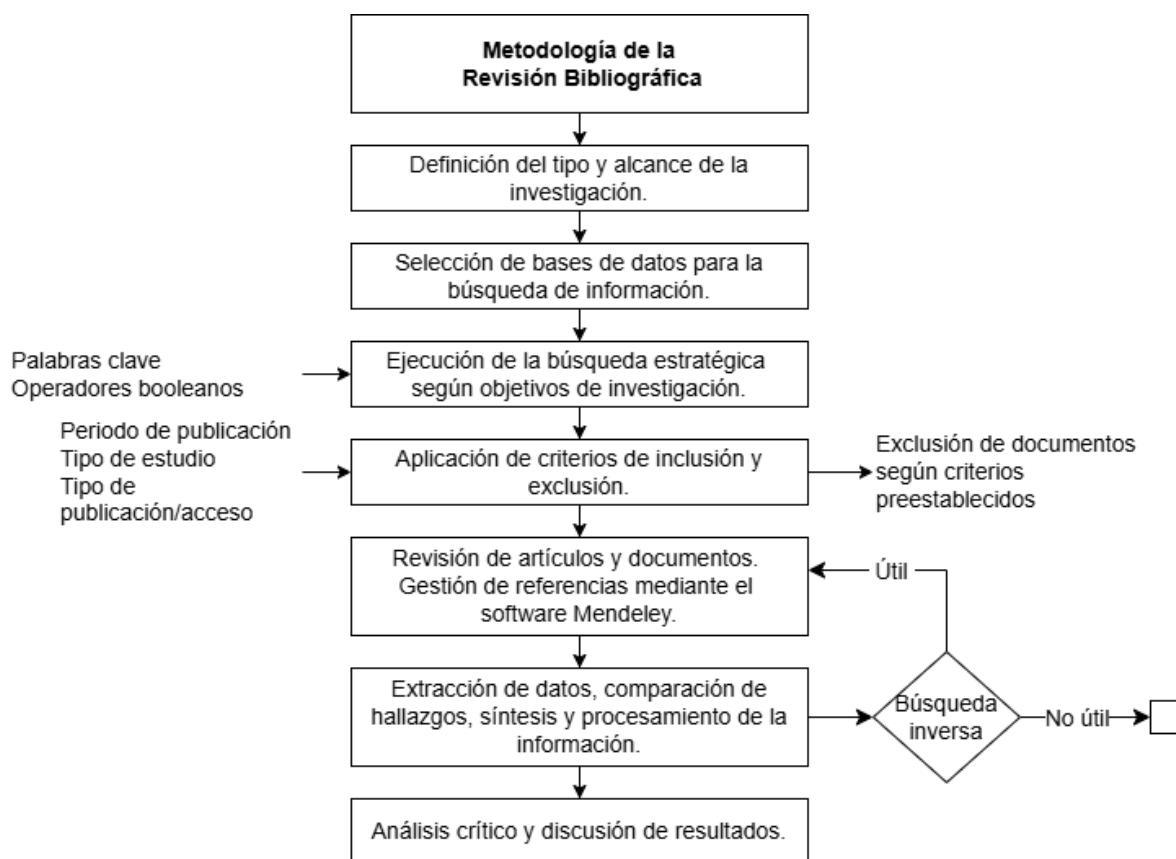 Metodología de la
Revisión Bibliográfica
Definición del tipo y alcance de la
investigación.
Selección de bases de datos para la
búsqueda de información.
Palabras clave
Operadores booleanos
Ejecución de la búsqueda estratégica
según objetivos de investigación.
Periodo de publicación
Tipo de estudio
Tipo de
publicación/acceso
Aplicación de criterios de inclusión y
exclusión.
Exclusión de documentos
según criterios
preestablecidos
Revisión de artículos y documentos.
Gestión de referencias mediante el
software Mendeley.
Útil
Extracción de datos, comparación de
hallazgos, síntesis y procesamiento de la
información.
Búsqueda
inversa
No útil
Análisis crítico y discusión de resultados.